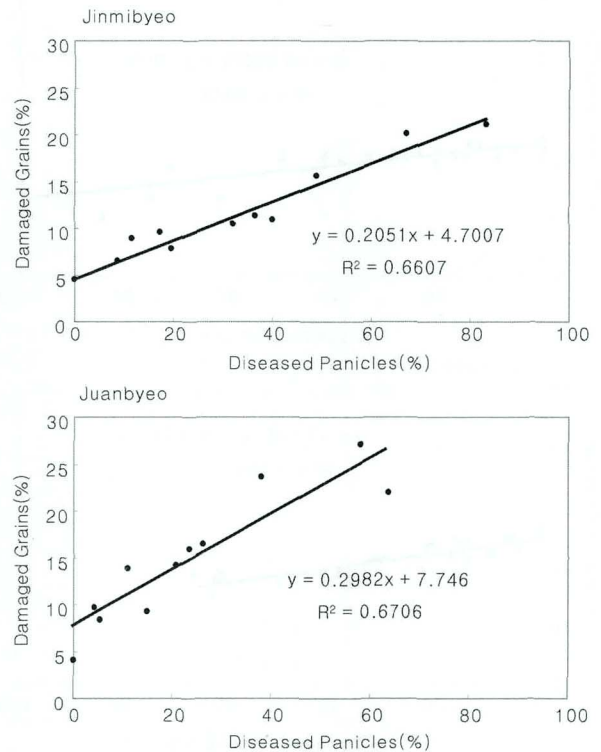 Jinmibyeo
30
25
20
15
10
5
0
Damaged Grains(%)
y = 0.2051x + 4.7007
R² = 0.6607
0 20 40 60 80 100
Diseased Panicles(%)
Juanbyeo
30
25
20
15
10
5
0
Damaged Grains(%)
y = 0.2982x + 7.746
R² = 0.6706
0 20 40 60 80 100
Diseased Panicles(%)